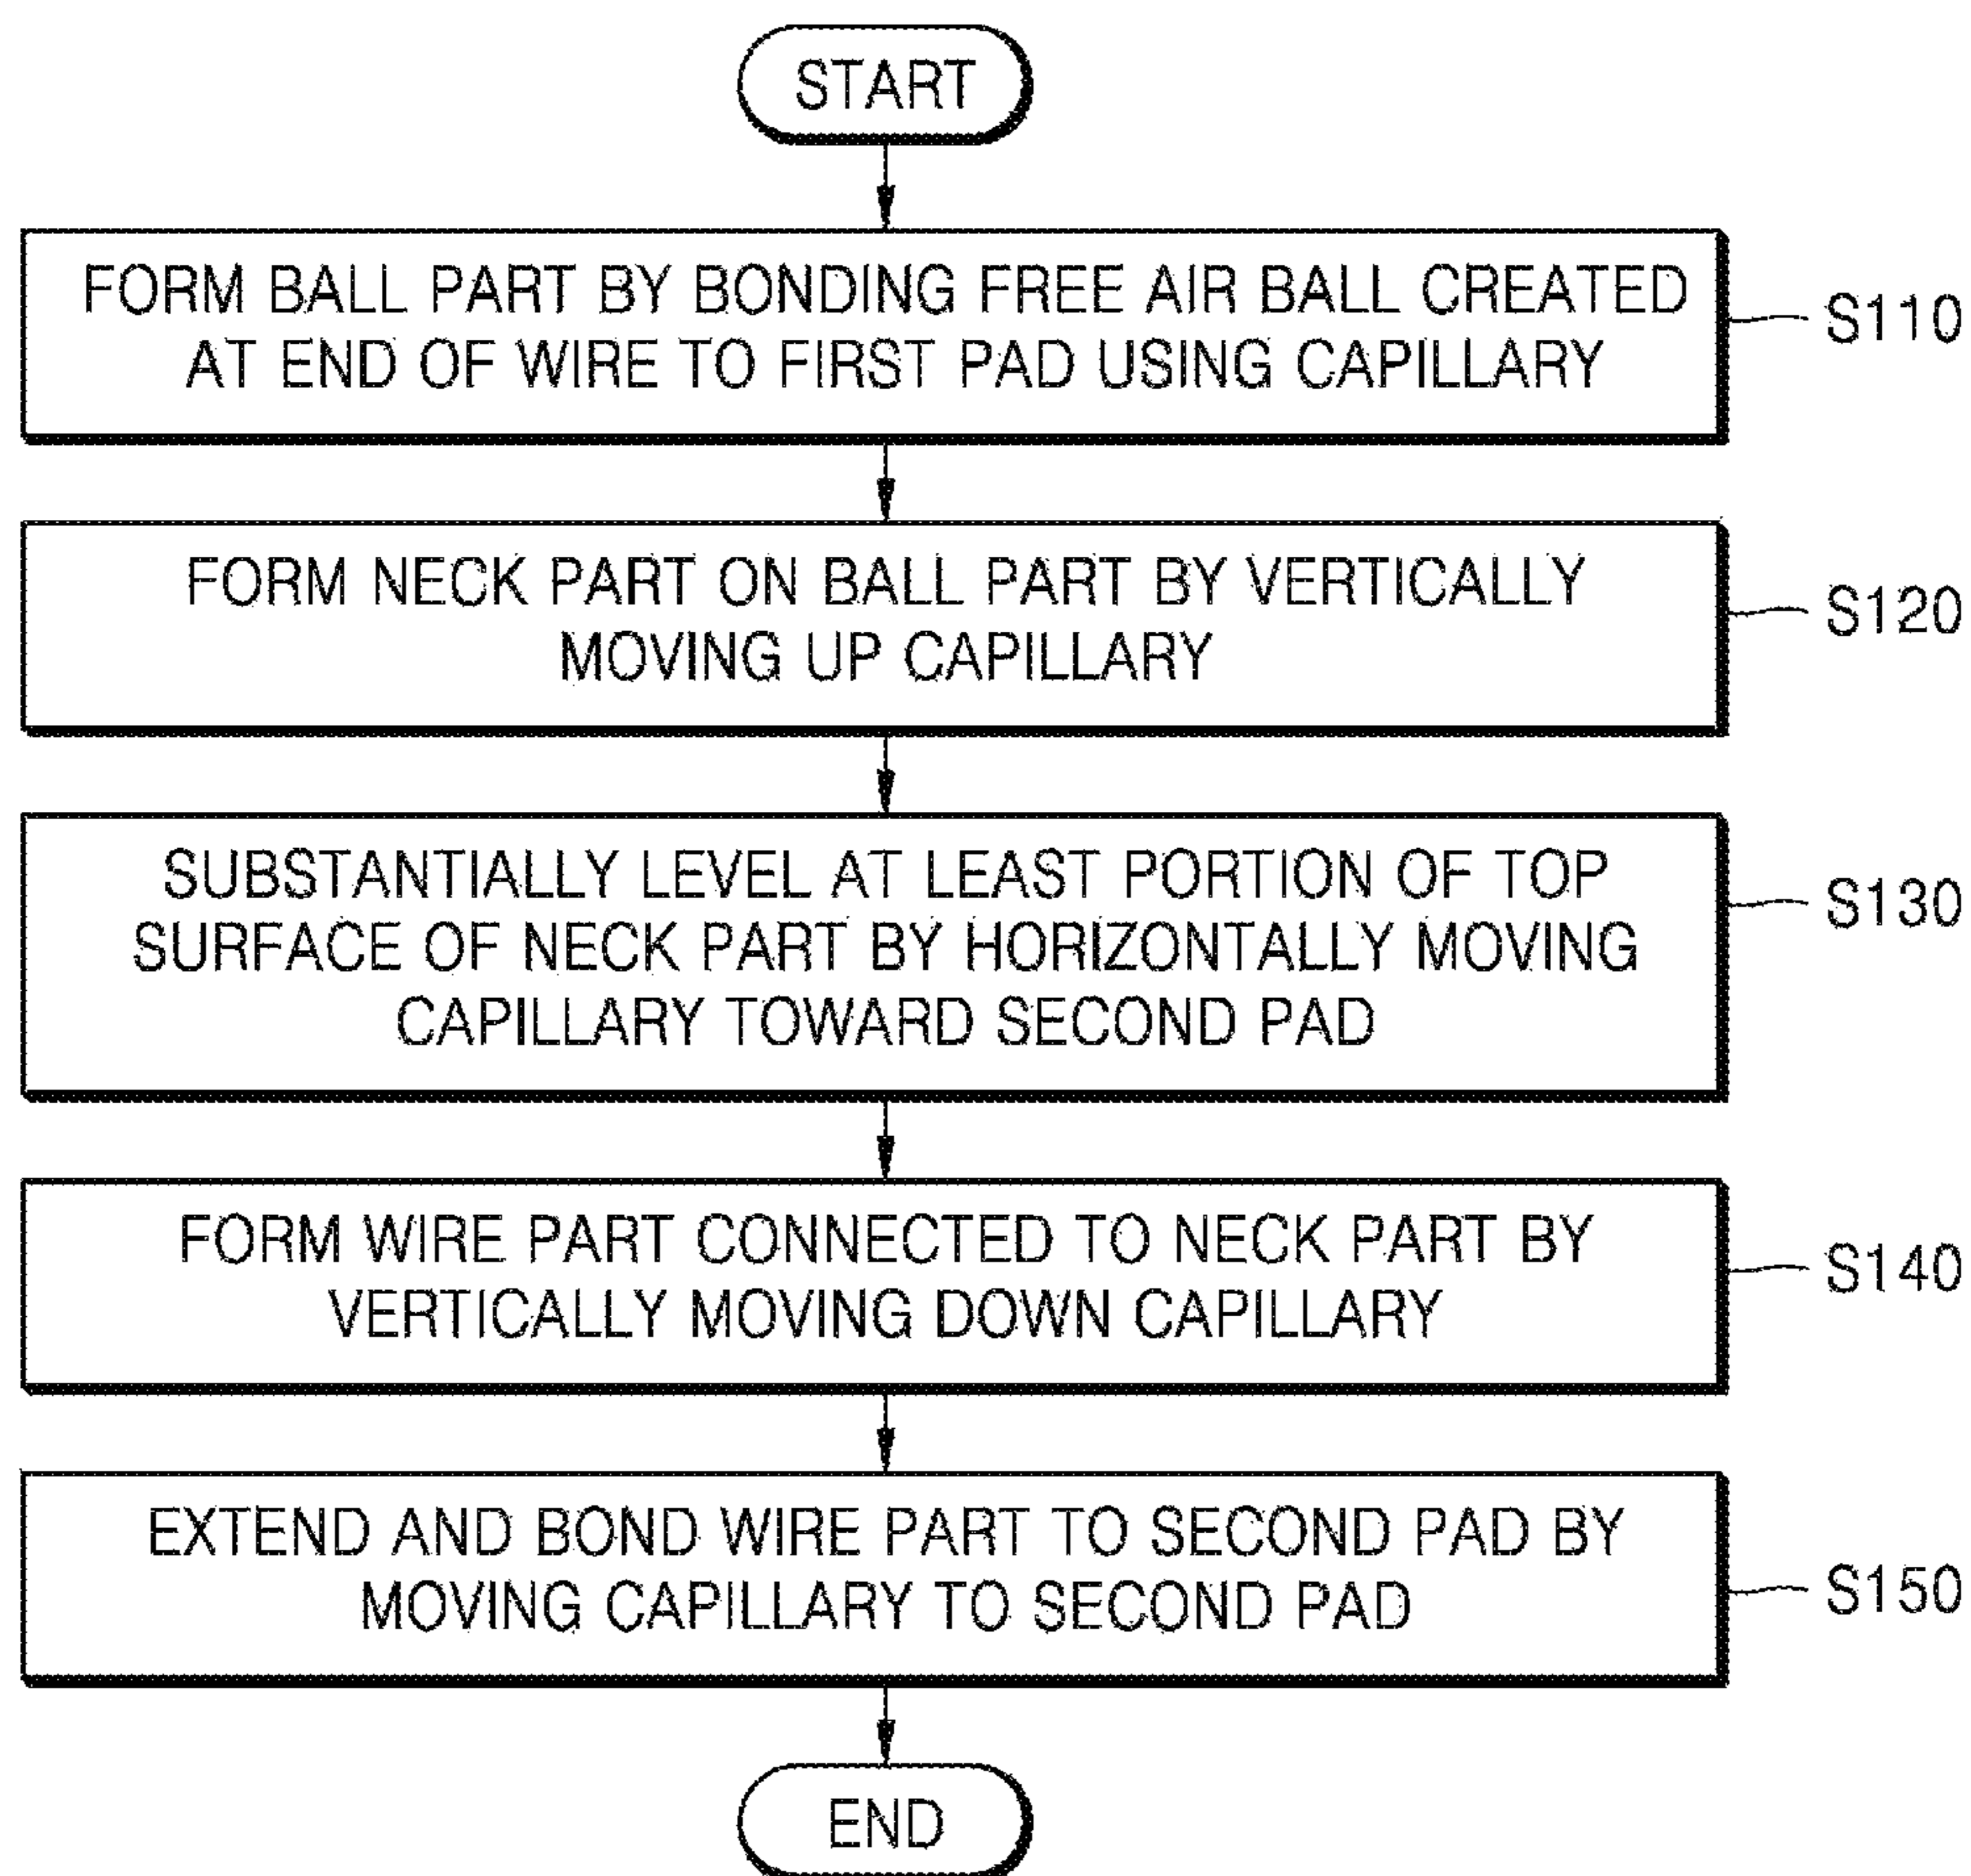 START
FORM BALL PART BY BONDING FREE AIR BALL CREATED
AT END OF WIRE TO FIRST PAD USING CAPILLARY
S110
FORM NECK PART ON BALL PART BY VERTICALLY
MOVING UP CAPILLARY
S120
SUBSTANTIALLY LEVEL AT LEAST PORTION OF TOP
SURFACE OF NECK PART BY HORIZONTALLY MOVING
CAPILLARY TOWARD SECOND PAD
S130
FORM WIRE PART CONNECTED TO NECK PART BY
VERTICALLY MOVING DOWN CAPILLARY
S140
EXTEND AND BOND WIRE PART TO SECOND PAD BY
MOVING CAPILLARY TO SECOND PAD
S150
END